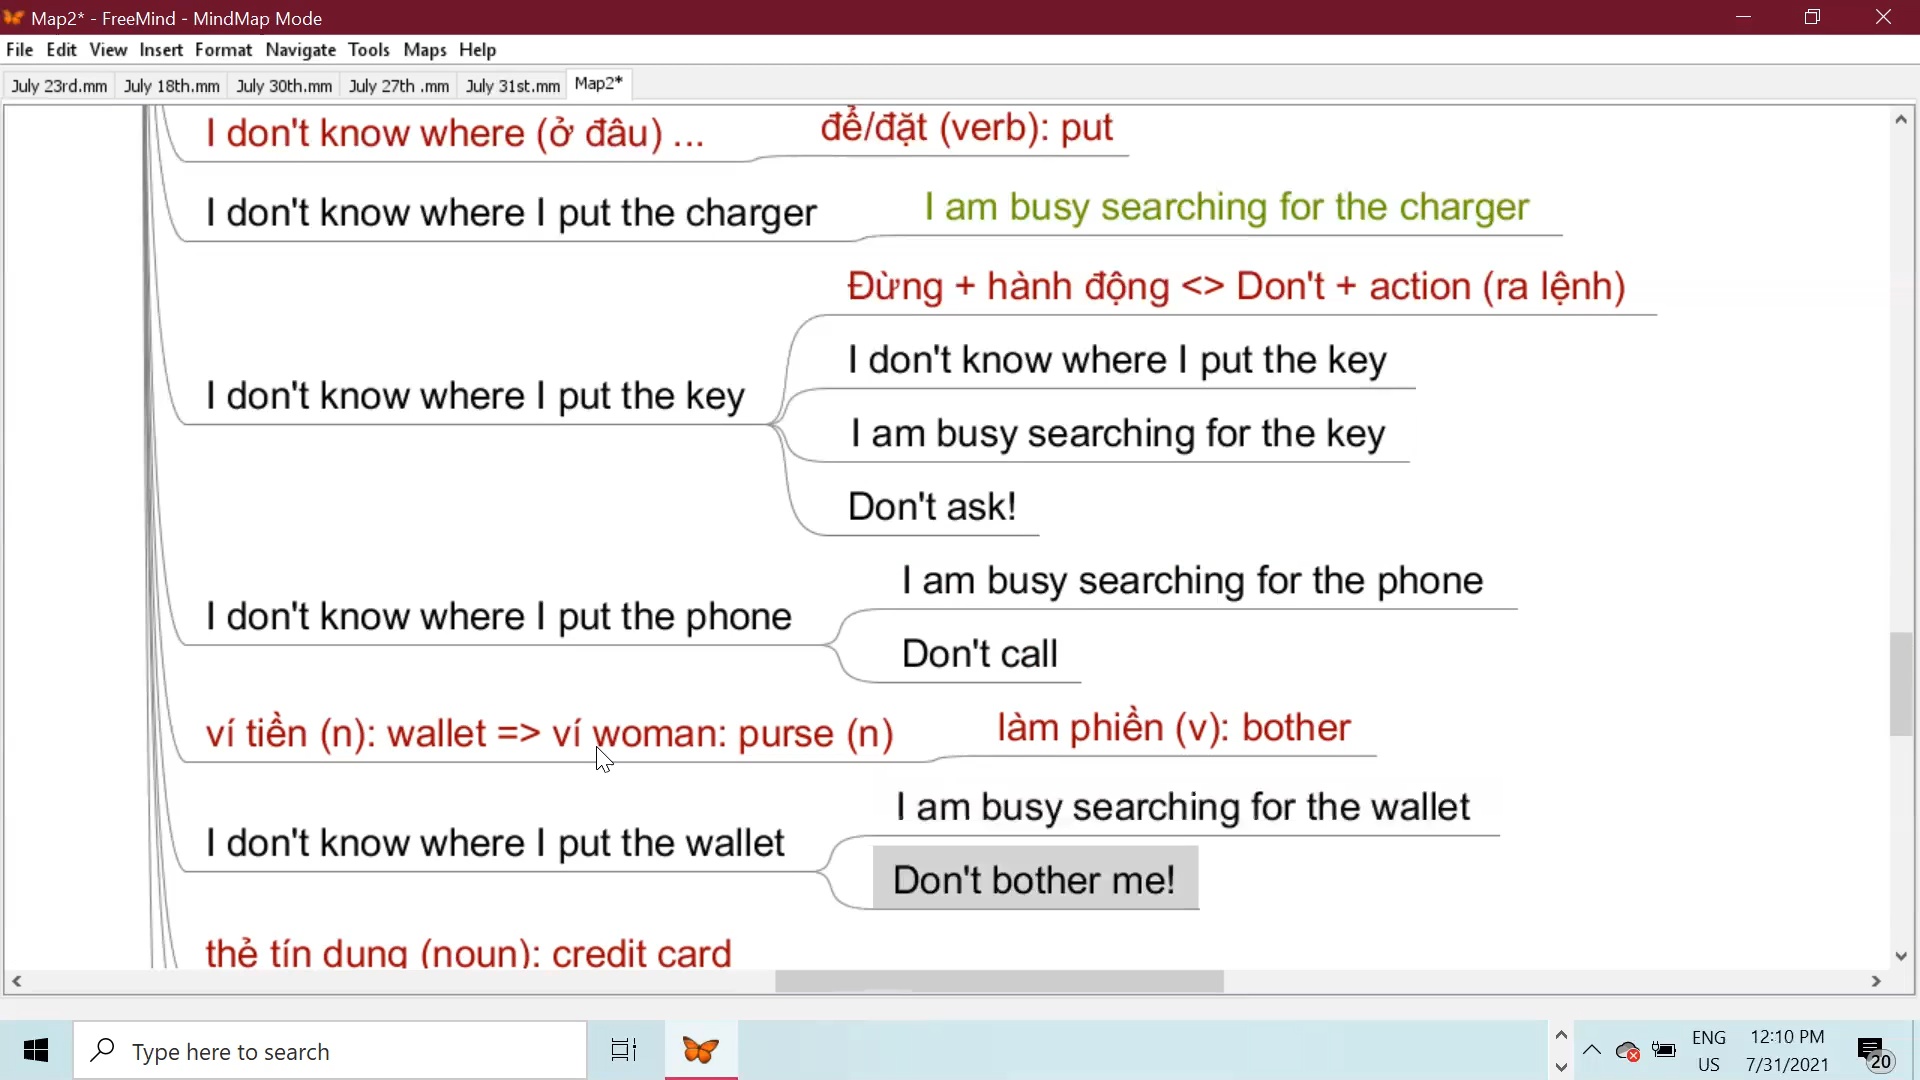 Map2* - FreeMind - MindMap Mode
File Edit View Insert Format Navigate Tools Maps Help
July 23rd.mm July 18th.mm July 30th.mm July 27th .mm July 31st.mm Map2*
I don't know where (ở đâu) ... để/đặt (verb): put
I don't know where I put the charger I am busy searching for the charger
Đừng + hành động <> Don't + action (ra lệnh)
I don't know where I put the key
I don't know where I put the key
I am busy searching for the key
Don't ask!
I am busy searching for the phone
I don't know where I put the phone
Don't call
ví tiền (n): wallet => ví woman: purse (n) làm phiền (v): bother
I am busy searching for the wallet
I don't know where I put the wallet
Don't bother me!
thẻ tín dụng (noun): credit card
Type here to search
ENG
US
12:10 PM
7/31/2021
20